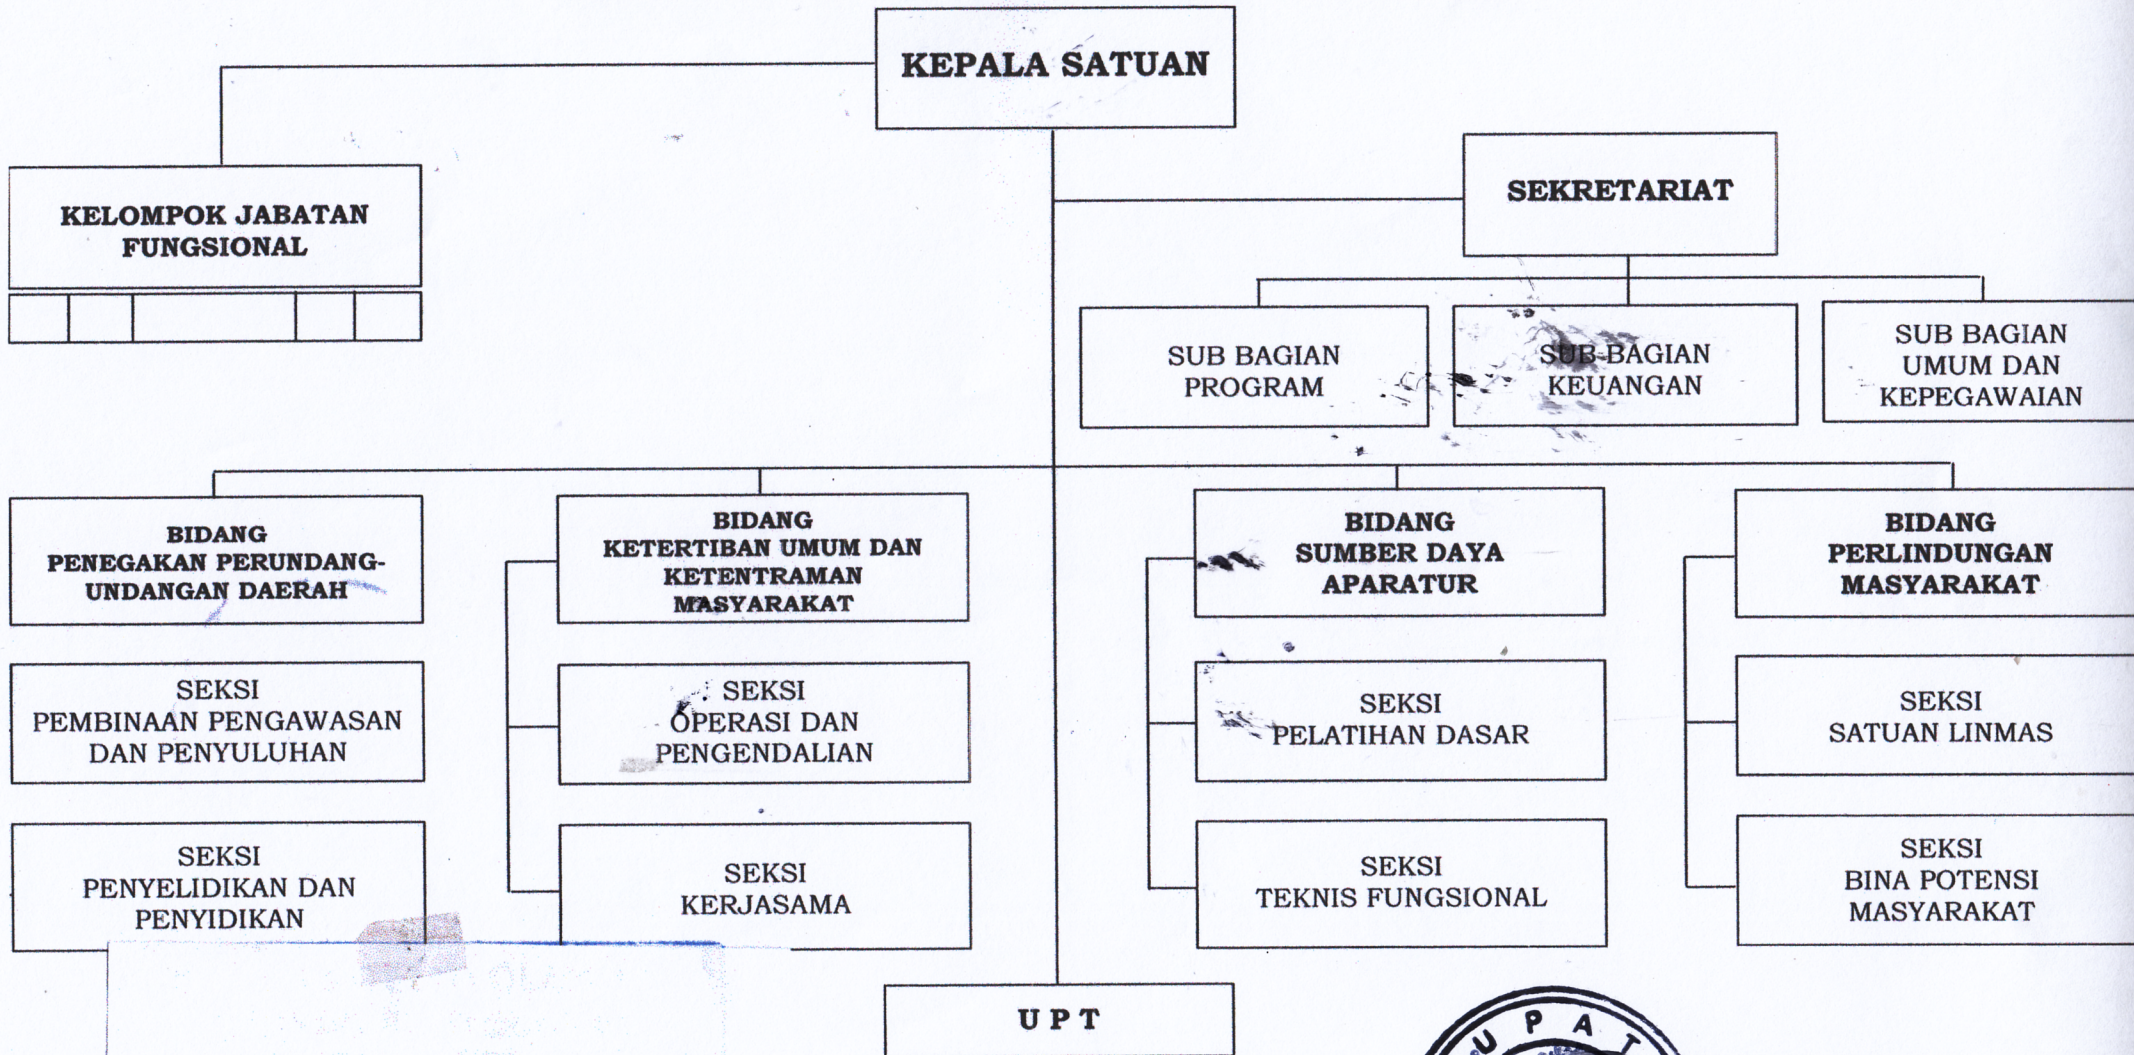 KEPALA SATUAN
KELOMPOK JABATAN
FUNGSIONAL
SEKRETARIAT
SUB BAGIAN
PROGRAM
SUB BAGIAN
KEUANGAN
SUB BAGIAN
UMUM DAN
KEPEGAWAIAN
BIDANG
PENEGAKAN PERUNDANG-
UNDANGAN DAERAH
BIDANG
KETERTIBAN UMUM DAN
KETENTRAMAN
MASYARAKAT
BIDANG
SUMBER DAYA
APARATUR
BIDANG
PERLINDUNGAN
MASYARAKAT
SEKSI
PEMBINAAN PENGAWASAN
DAN PENYULUHAN
SEKSI
OPERASI DAN
PENGENDALIAN
SEKSI
PELATIHAN DASAR
SEKSI
SATUAN LINMAS
SEKSI
PENYELIDIKAN DAN
PENYIDIKAN
SEKSI
KERJASAMA
SEKSI
TEKNIS FUNGSIONAL
SEKSI
BINA POTENSI
MASYARAKAT
U P T
UPAT